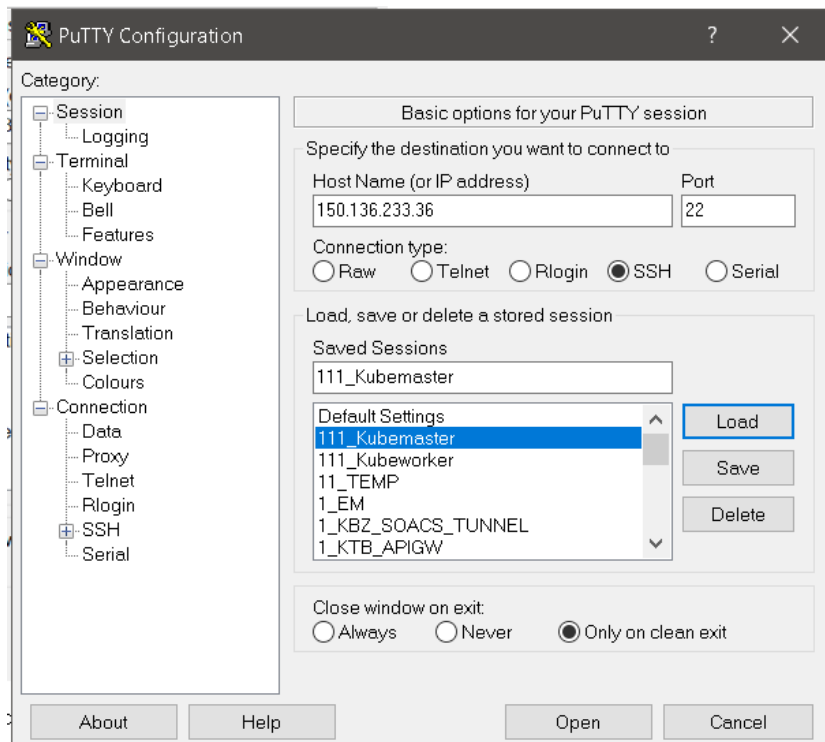 PuTTY Configuration
?
Category:
Session
Logging
Terminal
Keyboard
Bell
Features
Window
Appearance
Behaviour
Translation
Selection
Colours
Connection
Data
Proxy
Telnet
Rlogin
SSH
Serial
Basic options for your PuTTY session
Specify the destination you want to connect to
Host Name (or IP address) Port
150.136.233.36 22
Connection type:
Raw Telnet Rlogin SSH Serial
Load, save or delete a stored session
Saved Sessions
111_Kubemaster
Default Settings
111_Kubemaster
111_Kubeworker
11_TEMP
1_EM
1_KBZ_SOACS_TUNNEL
1_KTB_APIGW
Load
Save
Delete
Close window on exit:
Always Never Only on clean exit
About Help Open Cancel